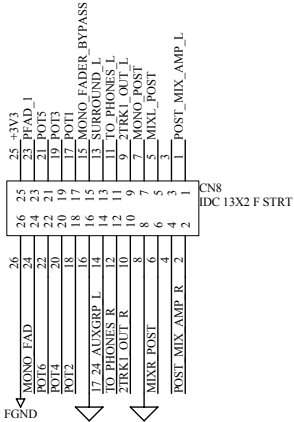 25 +3V3
23 PFAD_1
21 POT5
19 POT3
17 POT1
15 MONO_FADER_BYPASS
13 SURROUND_L
11 TO_PHONES_L
9 2TRK1_OUT_L
7 MONO_POST
5 MIXL_POST
3
1 POST_MIX_AMP_L
CN8
IDC 13X2 F STRT
26 25
24 23
22 21
20 19
18 17
16 15
14 13
12 11
10 9
8 7
6 5
4 3
2 1
26
MONO_FAD 24
POT6 22
POT4 20
POT2 18
16
17_24_AUXGRP_L 14
TO_PHONES_R 12
2TRK1_OUT_R 10
8
MIXR_POST 6
4
POST_MIX_AMP_R 2
FGND